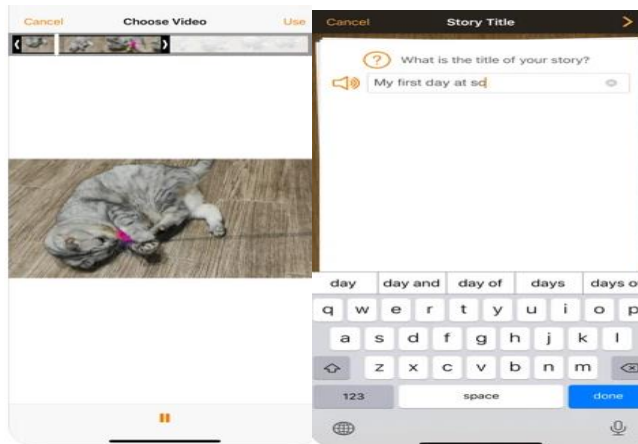 Cancel Choose Video Use
Cancel Story Title >
? What is the title of your story?
My first day at sc
day day and day of days days o
q w e r t y u i o p
a s d f g h j k l
z x c v b n m
123 space done